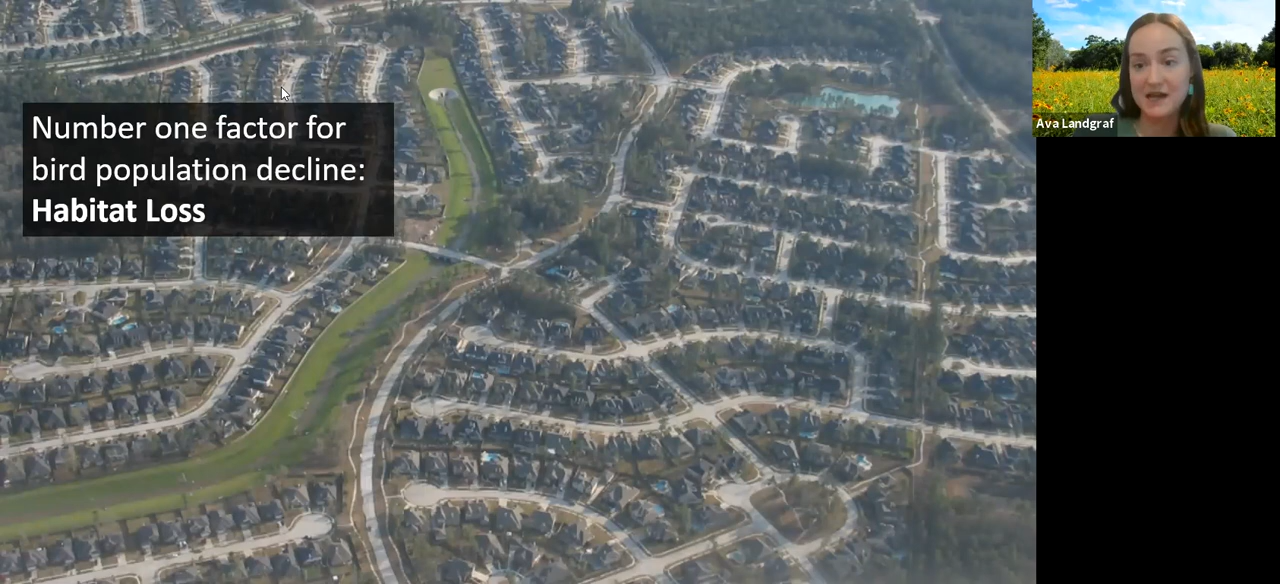 Number one factor for
bird population decline:
Habitat Loss
Ava Landgraf